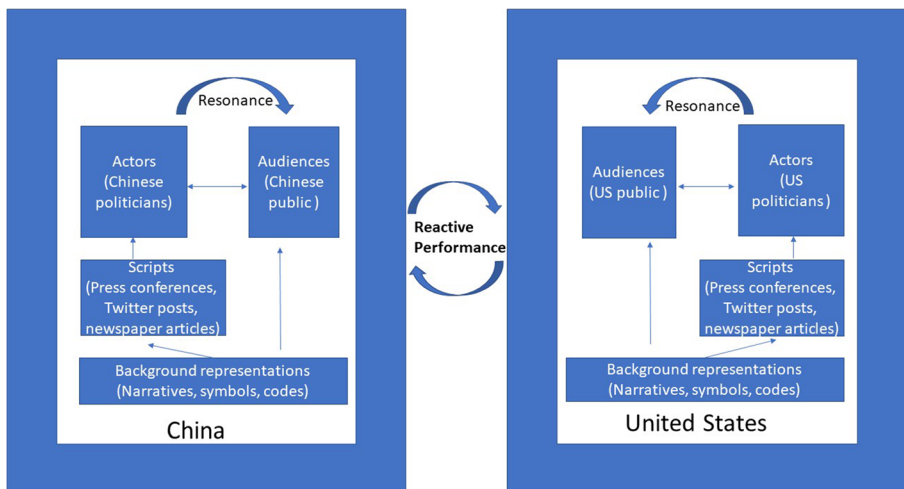 Resonance
Actors
(Chinese
politicians)
Audiences
(Chinese
public )
Scripts
(Press conferences,
Twitter posts,
newspaper articles)
Background representations
(Narratives, symbols, codes)
China
Reactive
Performance
Resonance
Audiences
(US public )
Actors
(US
politicians)
Scripts
(Press conferences,
Twitter posts,
newspaper articles)
Background representations
(Narratives, symbols, codes)
United States